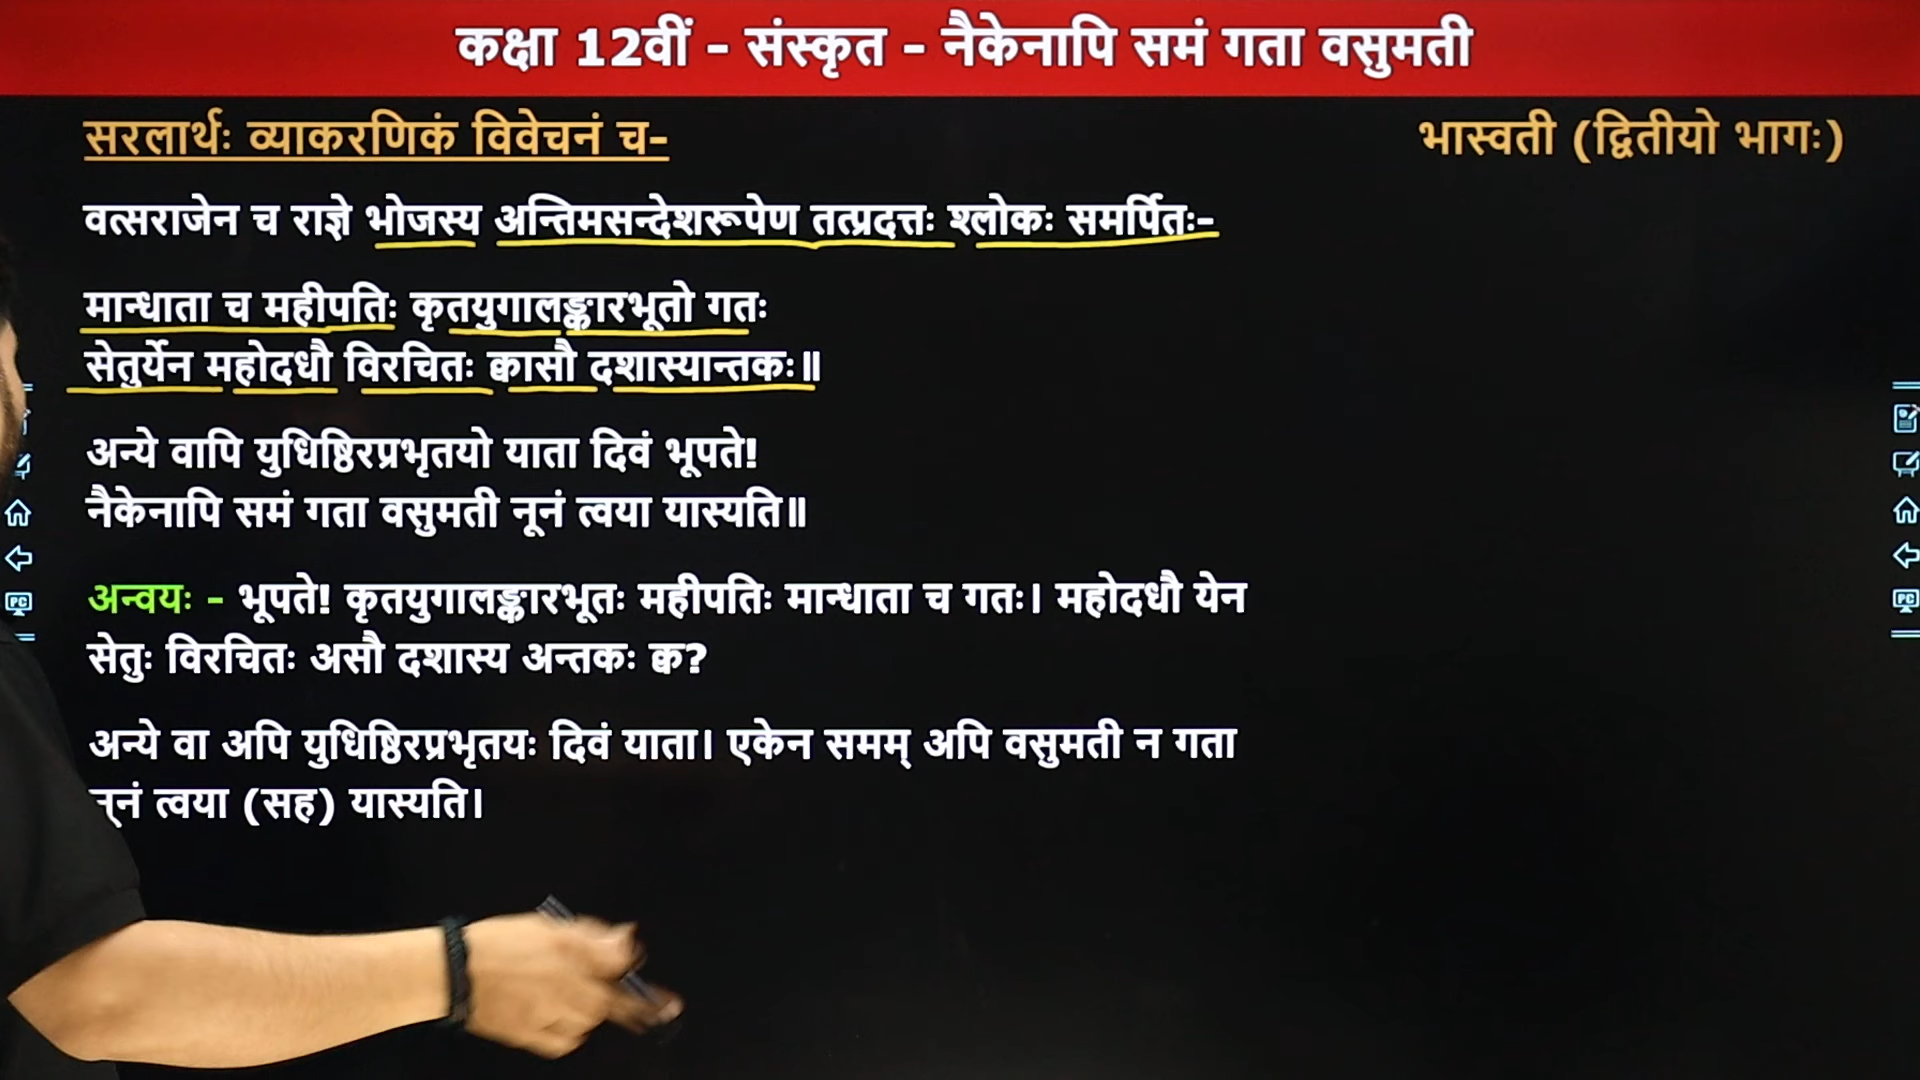 कक्षा 12वीं - संस्कृत - नैकेनापि समं गता वसुमती
सरलार्थः व्याकरणिकं विवेचनं च-
भास्वती (द्वितीयो भागः)
वत्सराजेन च राज्ञे भोजस्य अन्तिमसन्देशरूपेण तत्प्रदत्तः श्लोकः समर्पितः-
मान्धाता च महीपतिः कृतयुगालङ्कारभूतो गतः
सेतुर्येन महोदधौ विरचितः क्वासौ दशास्यान्तकः॥
अन्ये वापि युधिष्ठिरप्रभृतयो याता दिवं भूपते!
नैकेनापि समं गता वसुमती नूनं त्वया यास्यति॥
अन्वयः - भूपते! कृतयुगालङ्कारभूतः महीपतिः मान्धाता च गतः। महोदधौ येन
सेतुः विरचितः असौ दशास्य अन्तकः क्व?
अन्ये वा अपि युधिष्ठिरप्रभृतयः दिवं याता। एकेन समम् अपि वसुमती न गता
नूनं त्वया (सह) यास्यति।
PC
PC